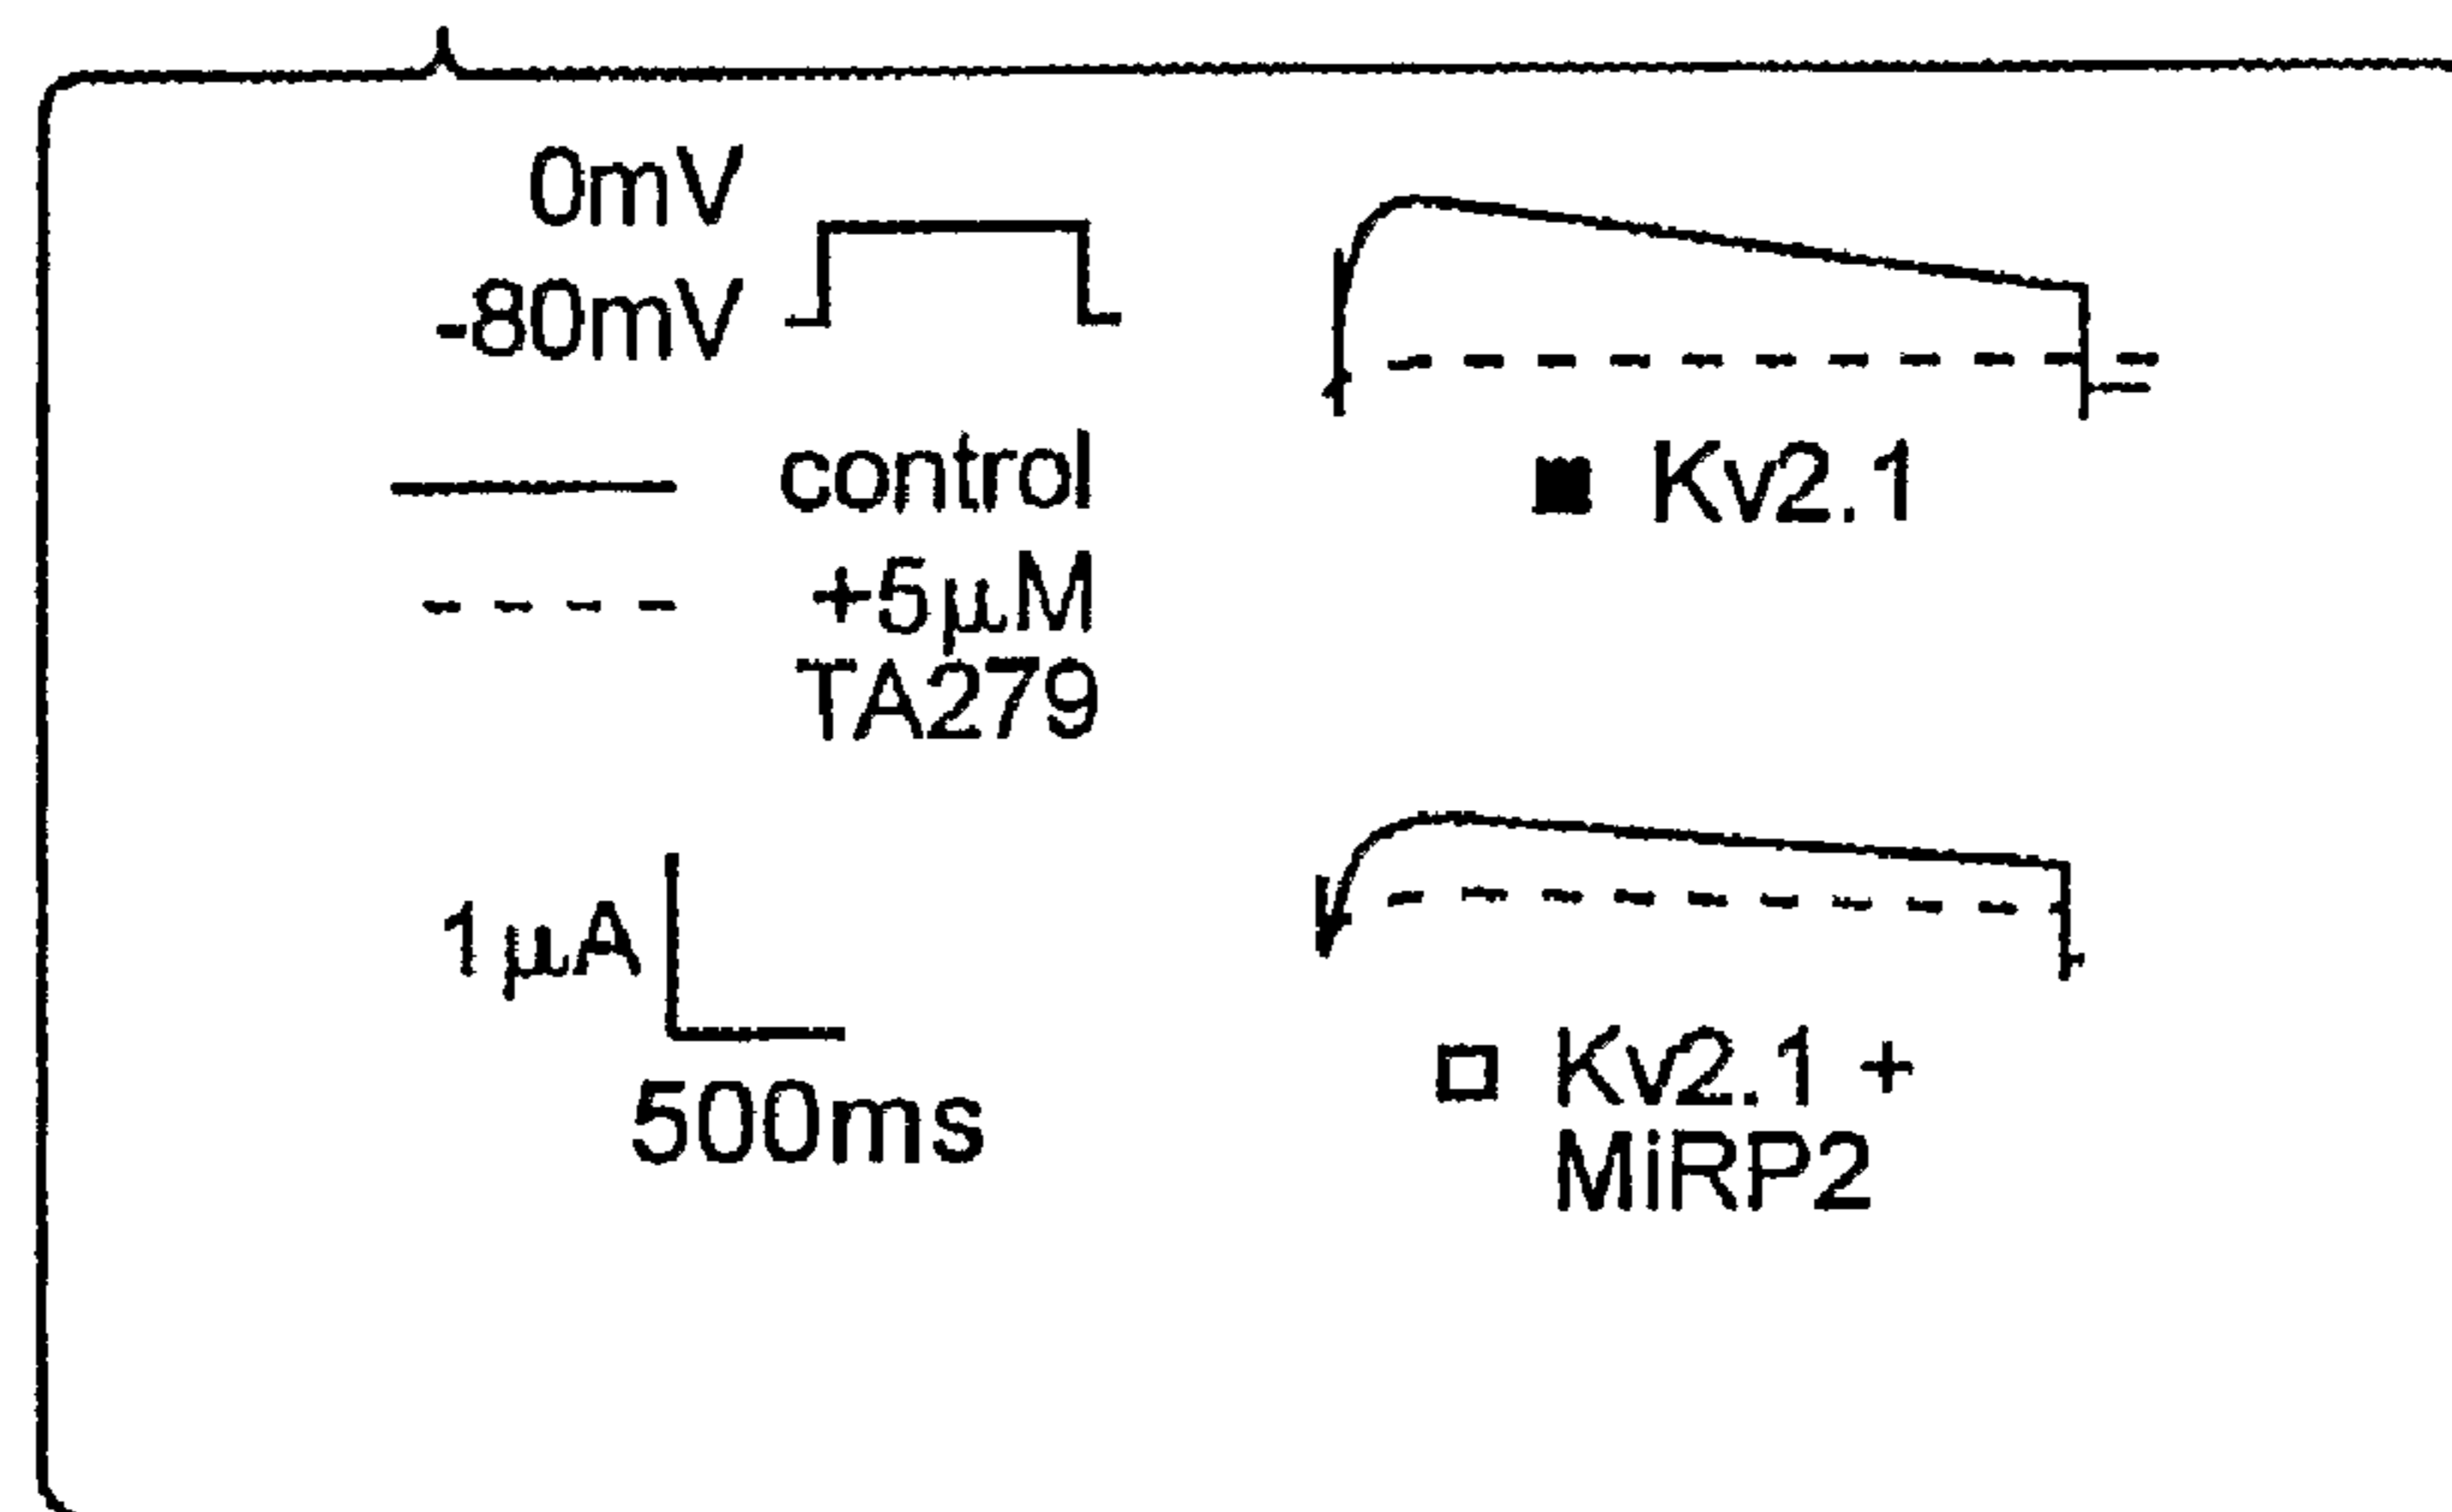 0mV
-80mV
control
+5µM
TA279
1µA
500ms
Kv2.1
Kv2.1 +
MiRP2